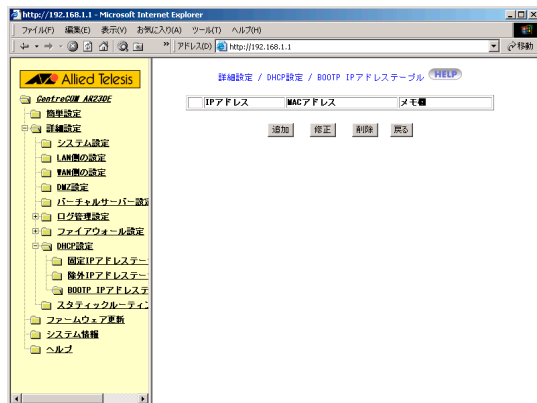 http://192.168.1.1 - Microsoft Internet Explorer
ファイル(F) 編集(E) 表示(V) お気に入り(A) ツール(T) ヘルプ(H)
アドレス(D) http://192.168.1.1 移動
Allied Telesis
CentreCOM AR230E
簡単設定
詳細設定
システム設定
LAN側の設定
WAN側の設定
DMZ設定
バーチャルサーバー設定
ログ管理設定
ファイアウォール設定
DHCP設定
固定IPアドレステー
除外IPアドレステー
BOOTP IPアドレステ
スタティックルーティ
ファームウェア更新
システム情報
ヘルプ
詳細設定 / DHCP設定 / BOOTP IPアドレステーブル HELP
IPアドレス MACアドレス メモ欄
追加 修正 削除 戻る